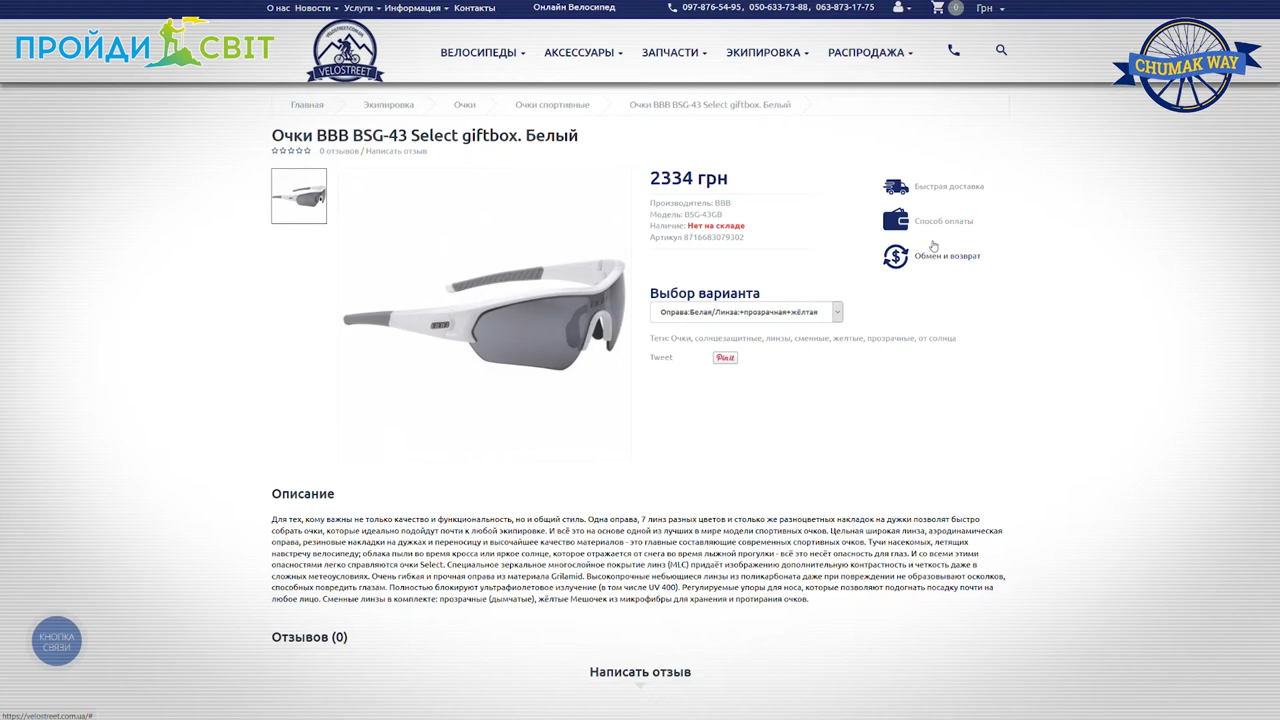 О нас Новости Услуги Информация Контакты
Онлайн Велосипед
097-876-54-95, 050-633-73-88, 063-873-17-75
0
Грн
ПРОЙДИ СВІТ
VELOSTREET.COM.UA
VELOSTREET
ВЕЛОСИПЕДЫ АКСЕССУАРЫ ЗАПЧАСТИ ЭКИПИРОВКА РАСПРОДАЖА
CHUMAK WAY
Главная Экипировка Очки Очки спортивные Очки BBB BSG-43 Select giftbox. Белый
Очки BBB BSG-43 Select giftbox. Белый
0 отзывов / Написать отзыв
2334 грн
Производитель: BBB
Модель: BSG-43GB
Наличие: Нет на складе
Артикул 8716683079302
Быстрая доставка
Способ оплаты
Обмен и возврат
Выбор варианта
Оправа:Белая/Линза:+прозрачная+жёлтая
Теги: Очки, солнцезащитные, линзы, сменные, желтые, прозрачные, от солнца
Tweet
Pin it
BBB
Описание
Для тех, кому важны не только качество и функциональность, но и общий стиль. Одна оправа, 7 линз разных цветов и столько же разноцветных накладок на дужки позволят быстро
собрать очки, которые идеально подойдут почти к любой экипировке. И всё это на основе одной из лучших в мире модели спортивных очков. Цельная широкая линза, аэродинамическая
оправа, резиновые накладки на дужках и переносицу и высочайшее качество материалов - это главные составляющие современных спортивных очков. Тучи насекомых, летящих
навстречу велосипеду; облака пыли во время кросса или яркое солнце, которое отражается от снега во время лыжной прогулки - всё это несёт опасность для глаз. И со всеми этими
опасностями легко справляются очки Select. Специальное зеркальное многослойное покрытие линз (MLC) придаёт изображению дополнительную контрастность и четкость даже в
сложных метеоусловиях. Очень гибкая и прочная оправа из материала Grilamid. Высокопрочные небьющиеся линзы из поликарбоната даже при повреждении не образовывают осколков,
способных повредить глазам. Полностью блокируют ультрафиолетовое излучение (в том числе UV 400). Регулируемые упоры для носа, которые позволяют подогнать посадку почти на
любое лицо. Сменные линзы в комплекте: прозрачные (дымчатые), жёлтые Мешочек из микрофибры для хранения и протирания очков.
Отзывов (0)
КНОПКА
СВЯЗИ
Написать отзыв
https://velostreet.com.ua/#